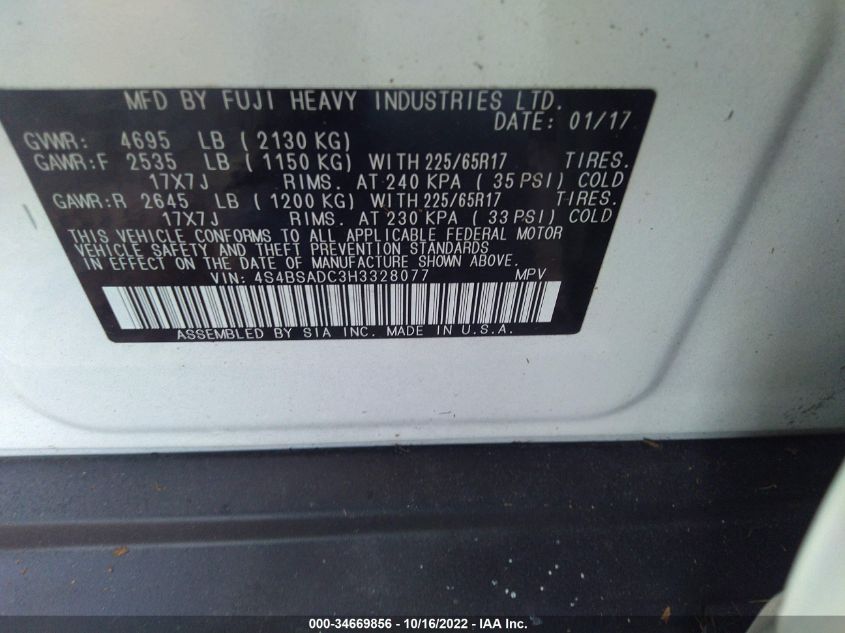 MFD BY FUJI HEAVY INDUSTRIES LTD.
DATE: 01/17
GVWR: 4695 LB ( 2130 KG)
GAWR:F 2535 LB ( 1150 KG) WITH 225/65R17 TIRES.
17X7J RIMS. AT 240 KPA ( 35 PSI) COLD
GAWR:R 2645 LB ( 1200 KG) WITH 225/65R17 TIRES.
17X7J RIMS. AT 230 KPA ( 33 PSI) COLD
THIS VEHICLE CONFORMS TO ALL APPLICABLE FEDERAL MOTOR
VEHICLE SAFETY AND THEFT PREVENTION STANDARDS
IN EFFECT ON THE DATE OF MANUFACTURE SHOWN ABOVE.
VIN: 4S4BSADC3H3328077 MPV
ASSEMBLED BY SIA INC. MADE IN U.S.A.
000-34669856 - 10/16/2022 - IAA Inc.